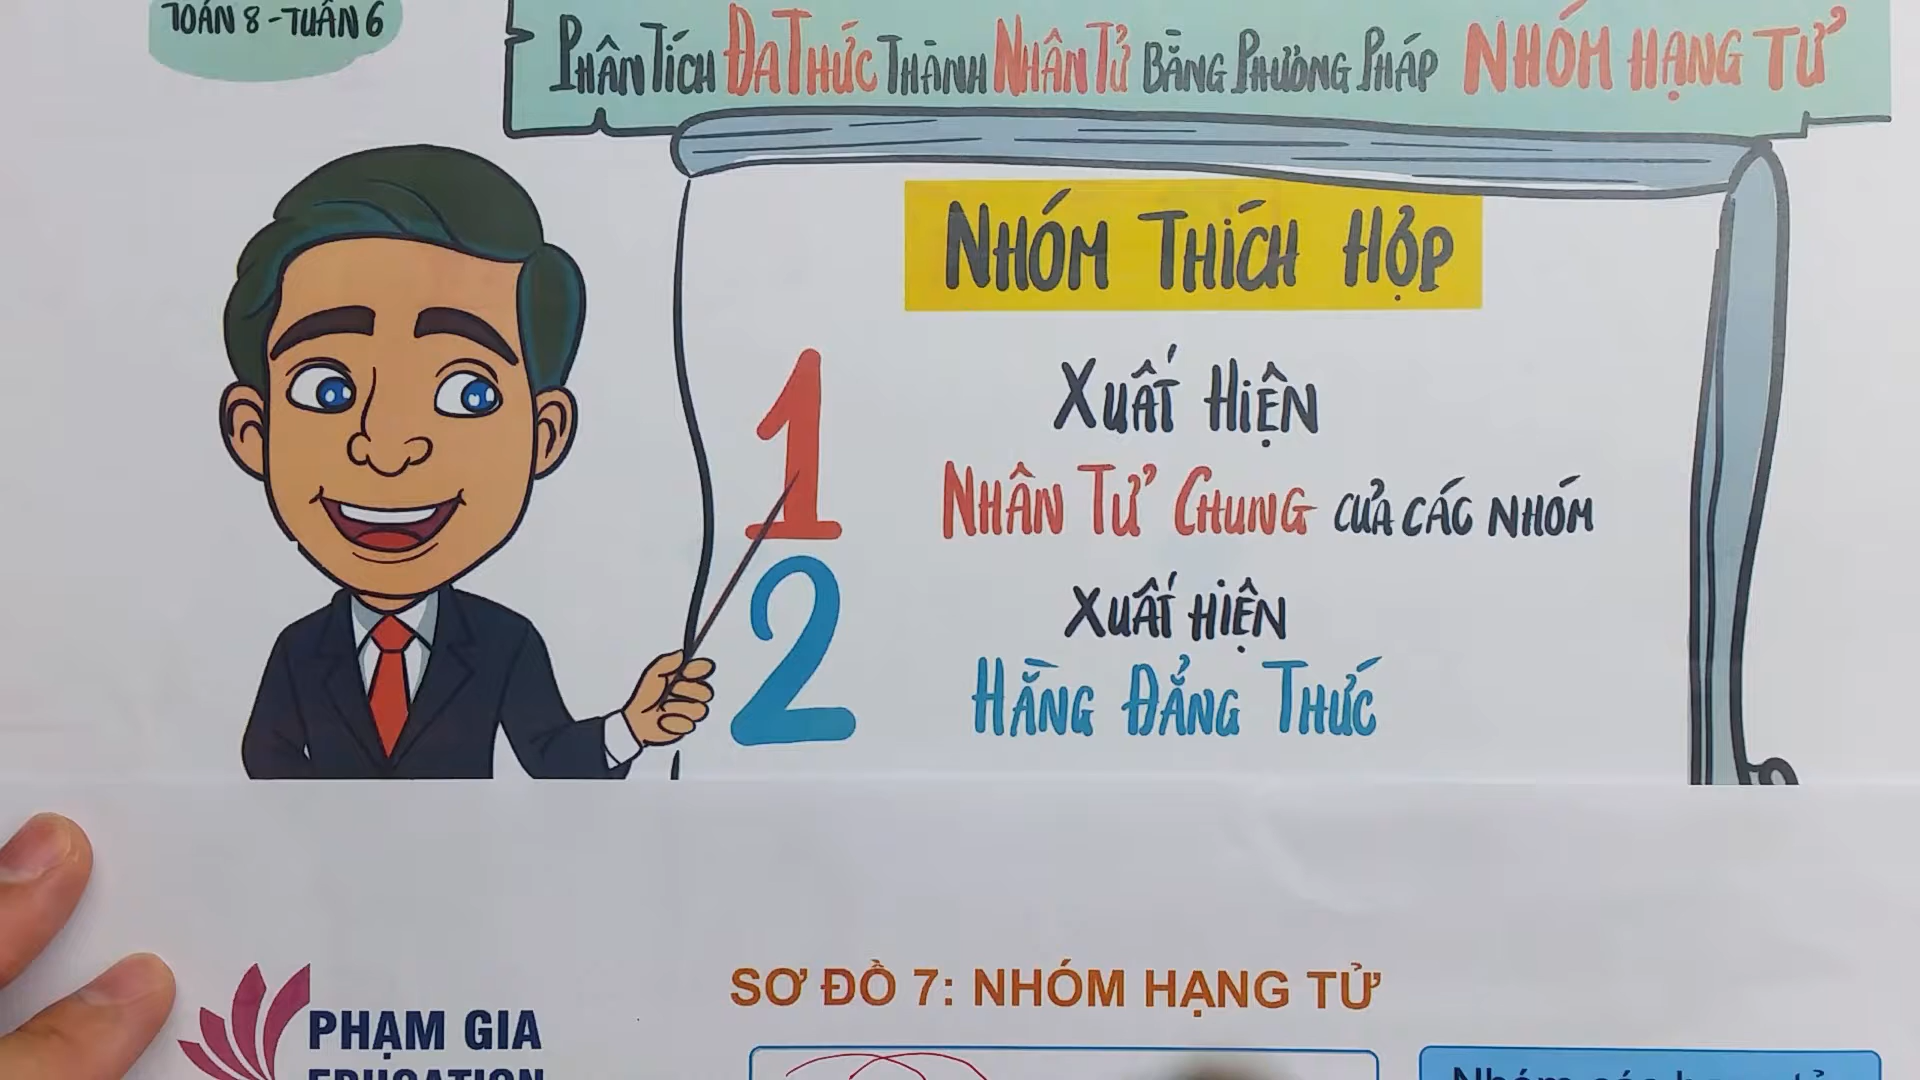 TOÁN 8 - TUẦN 6
PHÂN TÍCH ĐA THỨC THÀNH NHÂN TỬ BẰNG PHƯƠNG PHÁP NHÓM HẠNG TỬ
NHÓM THÍCH HỢP
1 XUẤT HIỆN
NHÂN TỬ CHUNG CỦA CÁC NHÓM
2 XUẤT HIỆN
HẰNG ĐẲNG THỨC
SƠ ĐỒ 7: NHÓM HẠNG TỬ
PHẠM GIA
EDUCATION